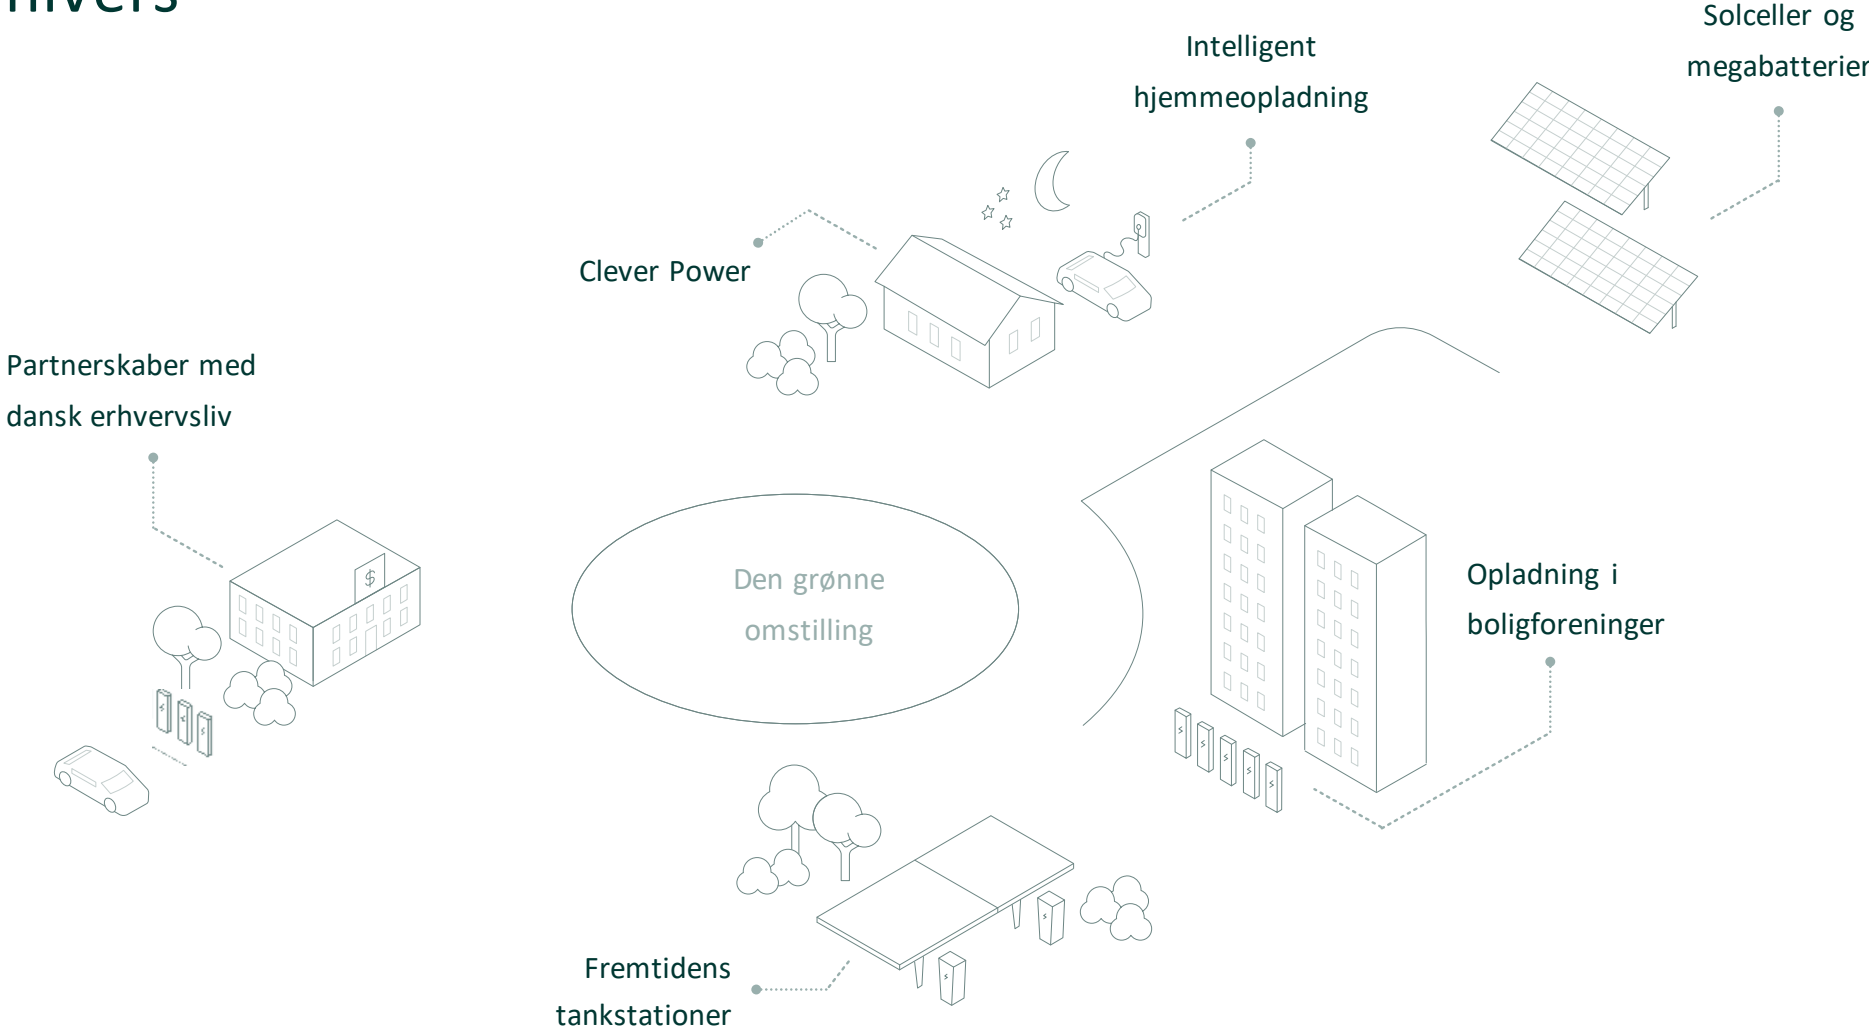 Solceller og
megabatterier
Intelligent
hjemmeopladning
Clever Power
Partnerskaber med
dansk erhvervsliv
$
Den grønne
omstilling
Opladning i
boligforeninger
Fremtidens
tankstationer